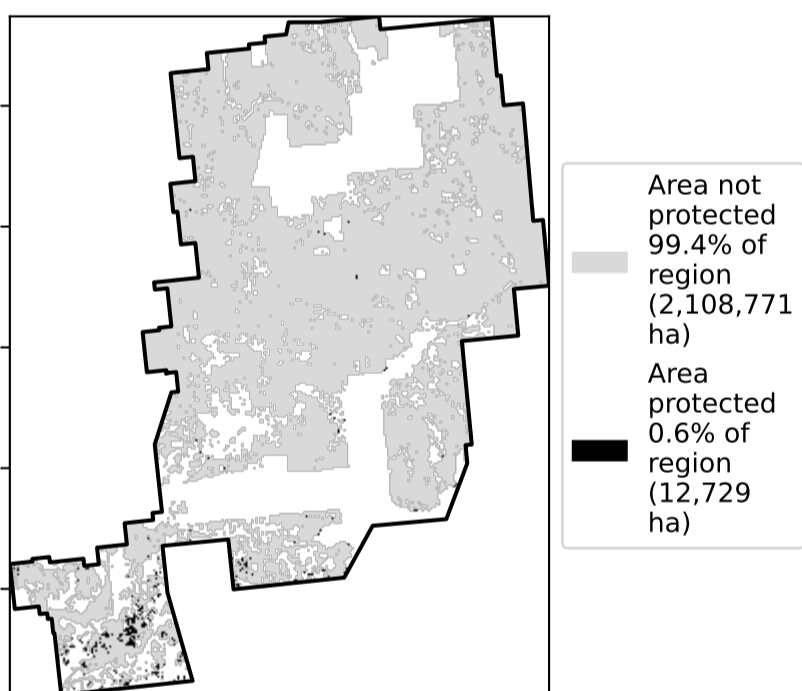 Area not
protected
99.4% of
region
(2,108,771
ha)
Area
protected
0.6% of
region
(12,729
ha)